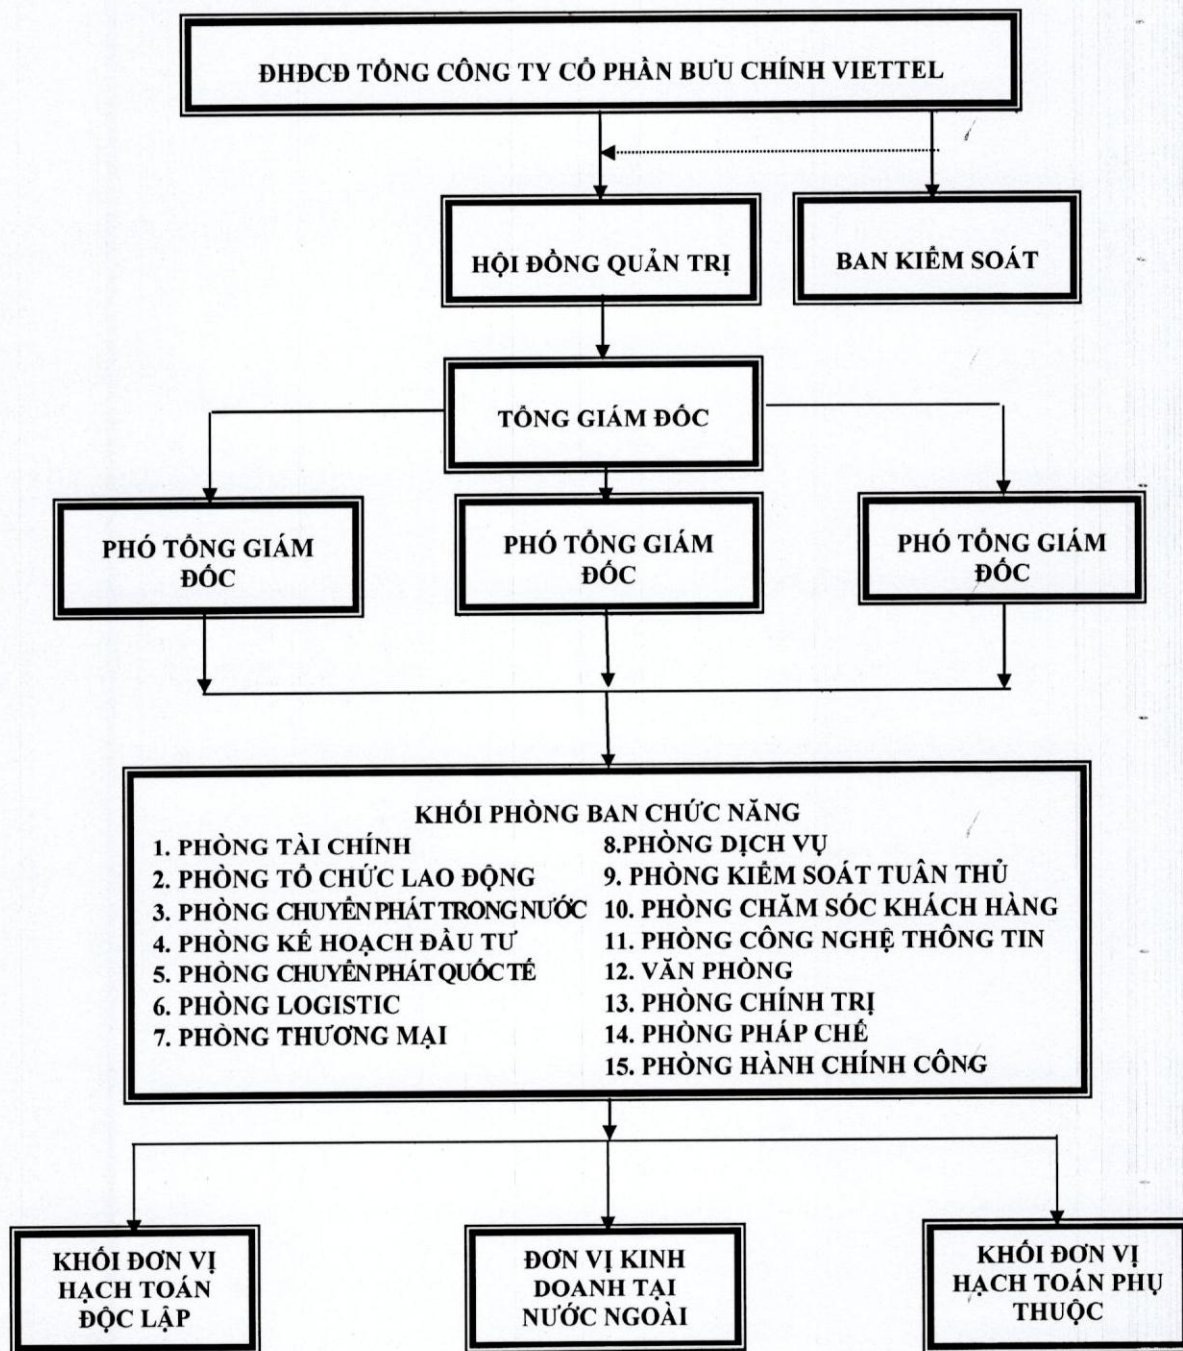 ĐHĐCĐ TỔNG CÔNG TY CỔ PHẦN BƯU CHÍNH VIETTEL
HỘI ĐỒNG QUẢN TRỊ
BAN KIỂM SOÁT
TỔNG GIÁM ĐỐC
PHÓ TỔNG GIÁM
ĐỐC
PHÓ TỔNG GIÁM
ĐỐC
PHÓ TỔNG GIÁM
ĐỐC
KHỐI PHÒNG BAN CHỨC NĂNG
1. PHÒNG TÀI CHÍNH
2. PHÒNG TỔ CHỨC LAO ĐỘNG
3. PHÒNG CHUYỂN PHÁT TRONG NƯỚC
4. PHÒNG KẾ HOẠCH ĐẦU TƯ
5. PHÒNG CHUYỂN PHÁT QUỐC TẾ
6. PHÒNG LOGISTIC
7. PHÒNG THƯƠNG MẠI
8.PHÒNG DỊCH VỤ
9. PHÒNG KIỂM SOÁT TUÂN THỦ
10. PHÒNG CHĂM SÓC KHÁCH HÀNG
11. PHÒNG CÔNG NGHỆ THÔNG TIN
12. VĂN PHÒNG
13. PHÒNG CHÍNH TRỊ
14. PHÒNG PHÁP CHẾ
15. PHÒNG HÀNH CHÍNH CÔNG
KHỐI ĐƠN VỊ
HẠCH TOÁN
ĐỘC LẬP
ĐƠN VỊ KINH
DOANH TẠI
NƯỚC NGOÀI
KHỐI ĐƠN VỊ
HẠCH TOÁN PHỤ
THUỘC